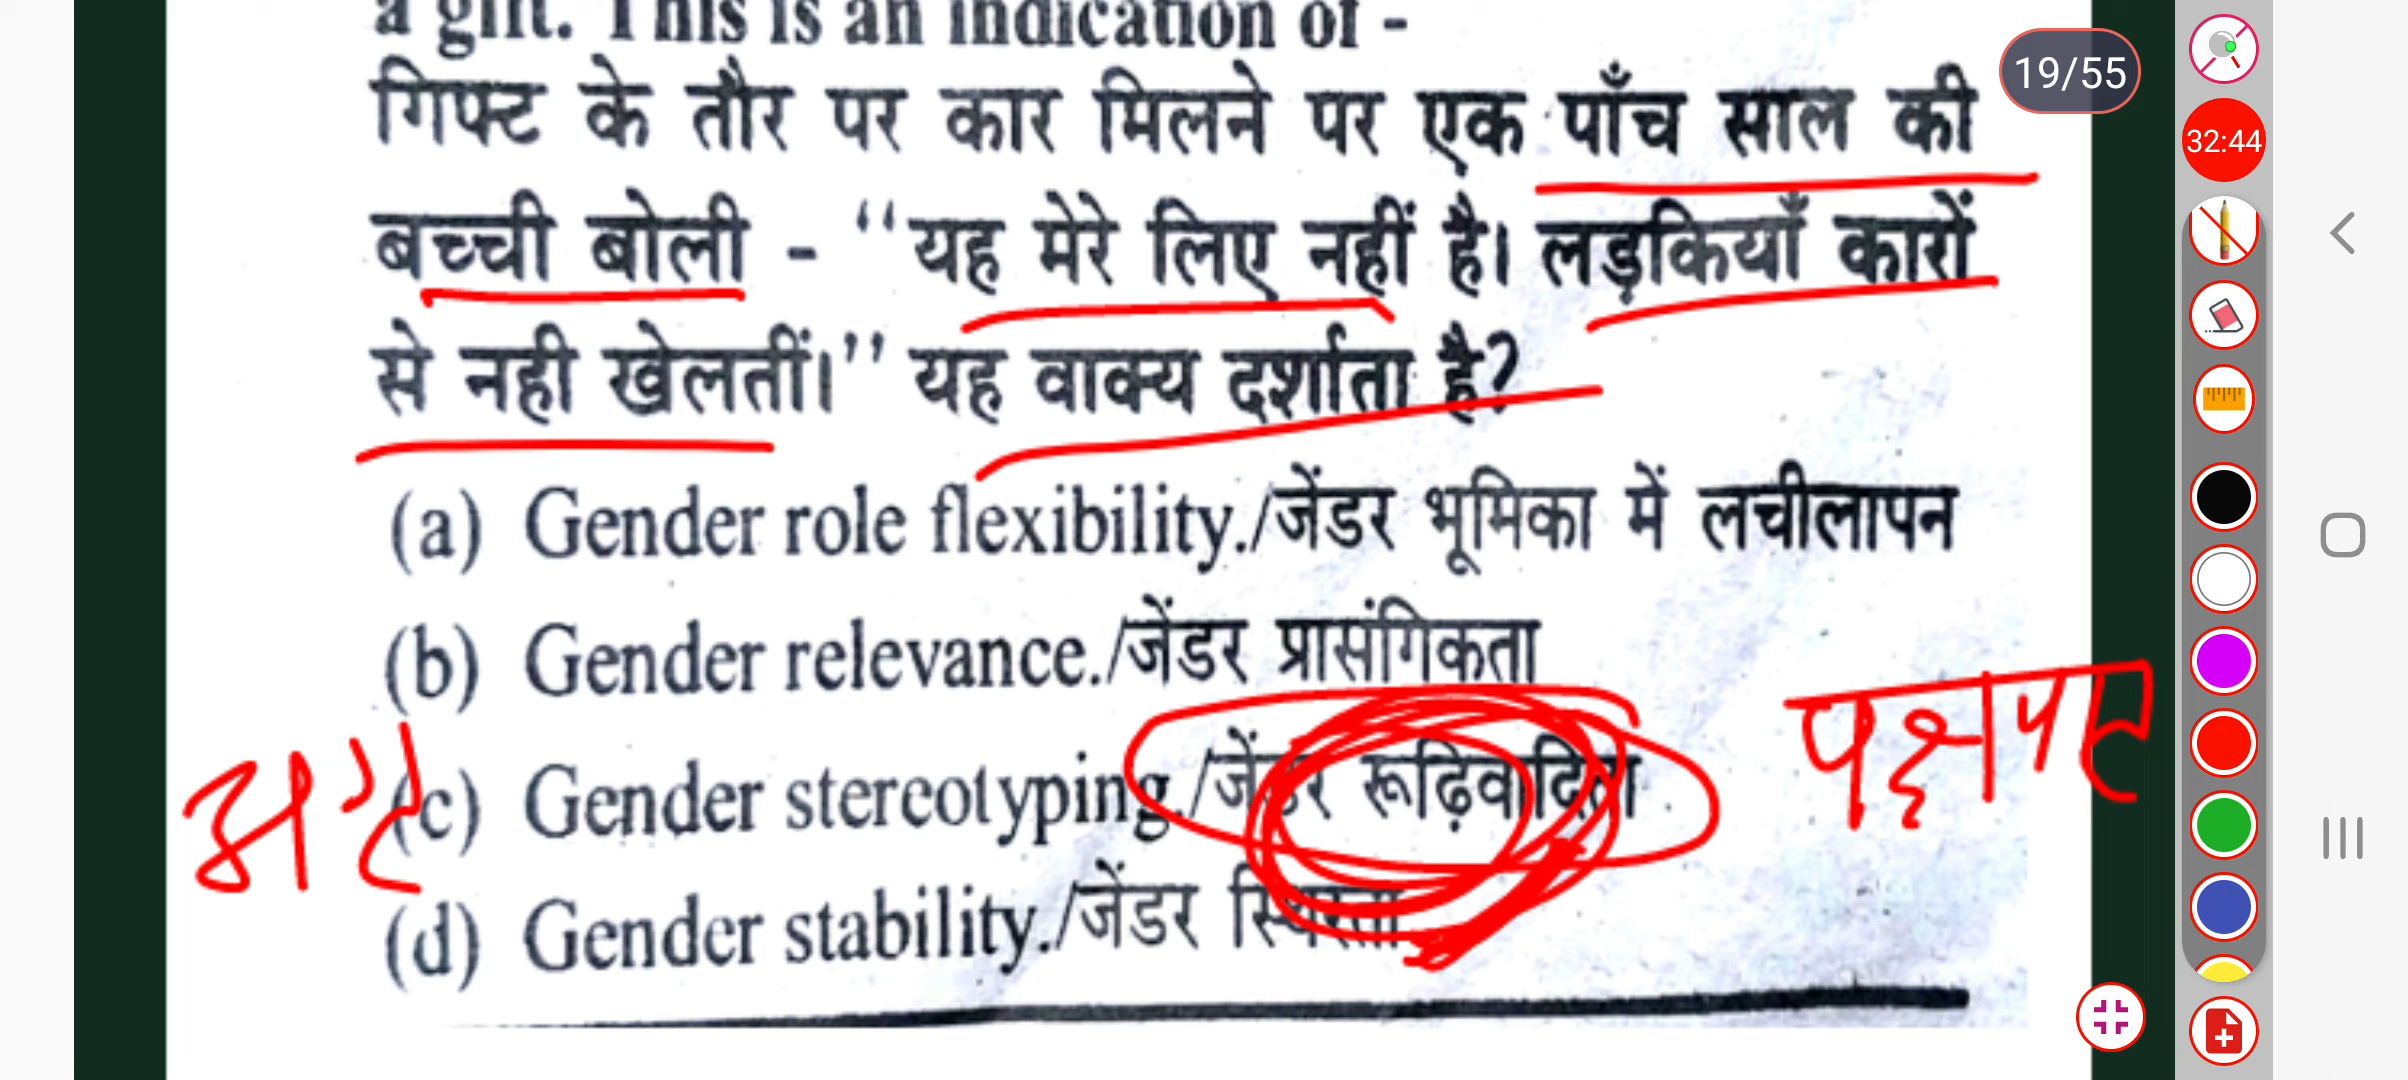 a gift. This is an indication of -
गिफ्ट के तौर पर कार मिलने पर एक पाँच साल की
बच्ची बोली - ‘‘यह मेरे लिए नहीं है। लड़कियाँ कारों
से नही खेलतीं।’’ यह वाक्य दर्शाता है?
(a) Gender role flexibility./जेंडर भूमिका में लचीलापन
(b) Gender relevance./जेंडर प्रासंगिकता
(c) Gender stereotyping./जेंडर रूढ़िवादिता
(d) Gender stability./जेंडर स्थिरता
19/55
32:44